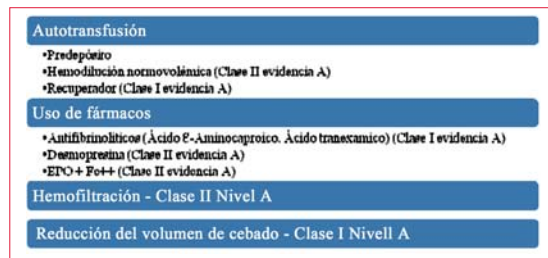 Autotransfusión
•Predepósiro
•Hemodilución normovolémica (Clase II evidencia A)
•Recuperador (Clase I evidencia A)
Uso de fármacos
•Antifibrinolíticos (Ácido Ɛ-Aminocaproico. Ácido tranexamico) (Clase I evidencia A)
•Desmopresina (Clase II evidencia A)
•EPO + Fe++ (Clase II evidencia A)
Hemofiltración - Clase II Nivel A
Reducción del volumen de cebado - Clase I Nivell A